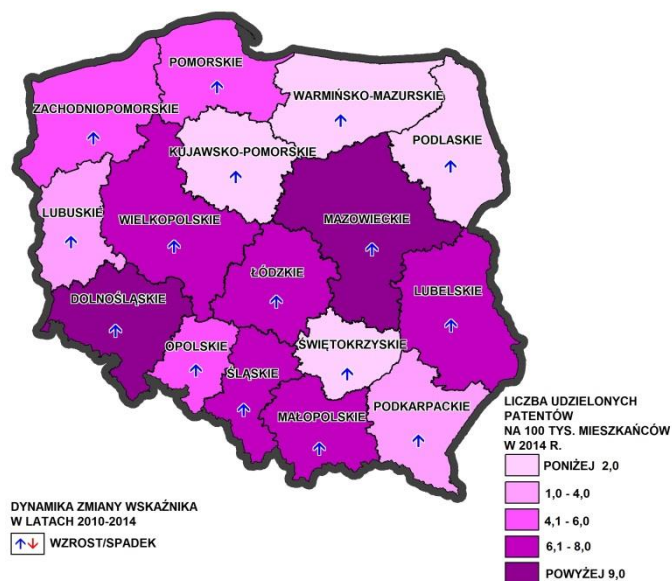 POMORSKIE
WARMIŃSKO-MAZURSKIE
ZACHODNIOPOMORSKIE
PODLASKIE
KUJAWSKO-POMORSKIE
LUBUSKIE
WIELKOPOLSKIE
MAZOWIECKIE
ŁÓDZKIE
LUBELSKIE
DOLNOŚLĄSKIE
OPOLSKIE
ŚWIĘTOKRZYSKIE
ŚLĄSKIE
MAŁOPOLSKIE
PODKARPACKIE
LICZBA UDZIELONYCH
PATENTÓW
NA 100 TYS. MIESZKAŃCÓW
W 2014 R.
PONIŻEJ 2,0
1,0 - 4,0
4,1 - 6,0
6,1 - 8,0
POWYŻEJ 9,0
DYNAMIKA ZMIANY WSKAŹNIKA
W LATACH 2010-2014
WZROST/SPADEK